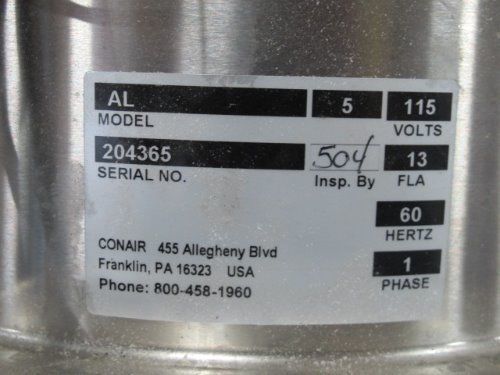 AL 5 115
MODEL VOLTS
204365 504 13
SERIAL NO. Insp. By FLA
60
HERTZ
CONAIR 455 Allegheny Blvd
Franklin, PA 16323 USA
1
Phone: 800-458-1960
PHASE